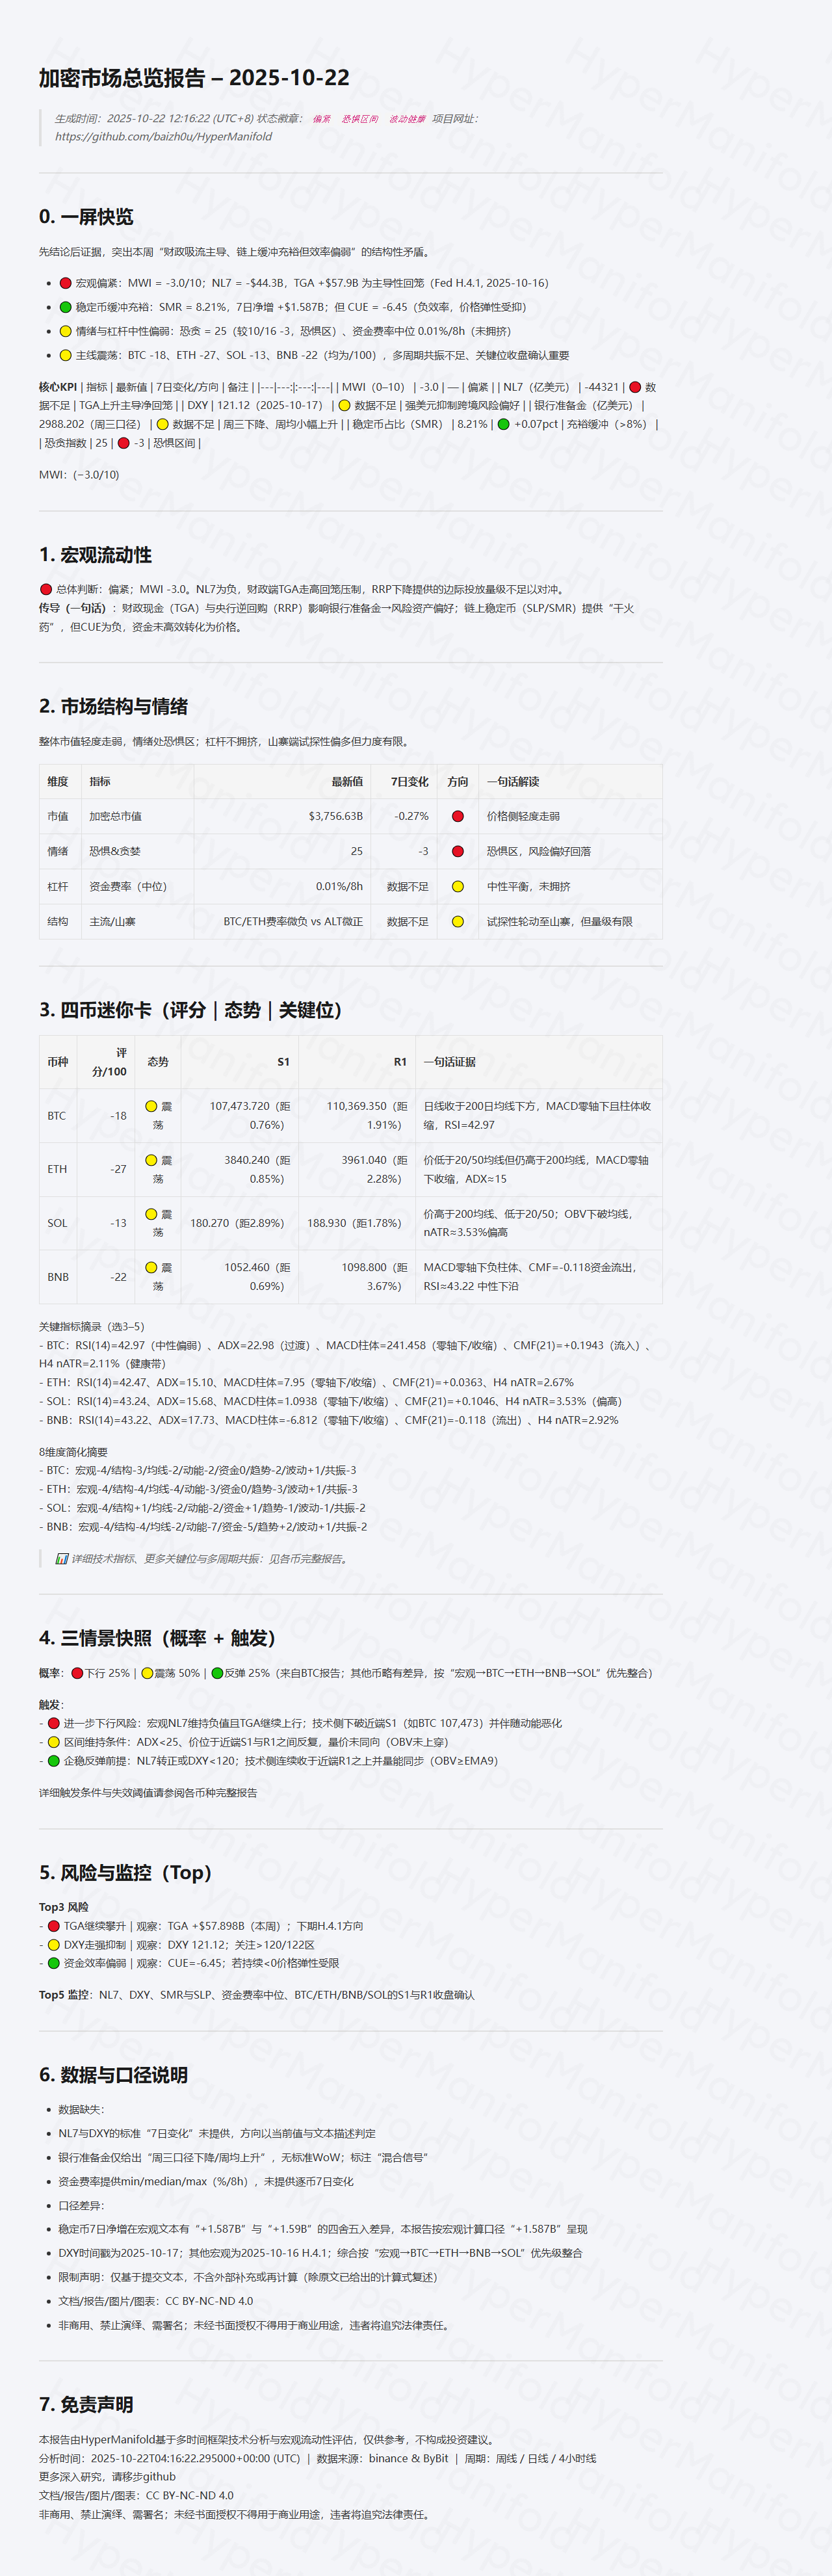 加密市场总览报告 – 2025-10-22
生成时间：2025-10-22 12:16:22 (UTC+8) 状态徽章： 偏紧 恐惧区间 波动健康 项目网址：
https://github.com/baizh0u/HyperManifold
0. 一屏快览
先结论后证据，突出本周“财政吸流主导、链上缓冲充裕但效率偏弱”的结构性矛盾。
• 🔴 宏观偏紧：MWI = -3.0/10；NL7 = -$44.3B，TGA +$57.9B 为主导性回笼（Fed H.4.1, 2025-10-16）
• 🟢 稳定币缓冲充裕：SMR = 8.21%，7日净增 +$1.587B；但 CUE = -6.45（负效率，价格弹性受抑）
• 🟡 情绪与杠杆中性偏弱：恐贪 = 25（较10/16 -3，恐惧区）、资金费率中位 0.01%/8h（未拥挤）
• 🟡 主线震荡：BTC -18、ETH -27、SOL -13、BNB -22（均为/100），多周期共振不足、关键位收盘确认重要
核心KPI | 指标 | 最新值 | 7日变化/方向 | 备注 | |---|---:|:---:|---| | MWI（0–10） | -3.0 | — | 偏紧 | | NL7（亿美元） | -44321 | 🔴 数
据不足 | TGA上升主导净回笼 | | DXY | 121.12（2025-10-17） | 🟡 数据不足 | 强美元抑制跨境风险偏好 | | 银行准备金（亿美元） |
2988.202（周三口径） | 🟡 数据不足 | 周三下降、周均小幅上升 | | 稳定币占比（SMR） | 8.21% | 🟢 +0.07pct | 充裕缓冲（>8%） |
| 恐贪指数 | 25 | 🔴 -3 | 恐惧区间 |
MWI：(−3.0/10)
1. 宏观流动性
🔴 总体判断：偏紧；MWI -3.0。NL7为负，财政端TGA走高回笼压制，RRP下降提供的边际投放量级不足以对冲。
传导（一句话）：财政现金（TGA）与央行逆回购（RRP）影响银行准备金→风险资产偏好；链上稳定币（SLP/SMR）提供“干火
药”，但CUE为负，资金未高效转化为价格。
2. 市场结构与情绪
整体市值轻度走弱，情绪处恐惧区；杠杆不拥挤，山寨端试探性偏多但力度有限。
维度 指标 最新值 7日变化 方向 一句话解读
市值 加密总市值 $3,756.63B -0.27% 🔴 价格侧轻度走弱
情绪 恐惧&贪婪 25 -3 🔴 恐惧区，风险偏好回落
杠杆 资金费率（中位） 0.01%/8h 数据不足 🟡 中性平衡，未拥挤
结构 主流/山寨 BTC/ETH费率微负 vs ALT微正 数据不足 🟡 试探性轮动至山寨，但量级有限
3. 四币迷你卡（评分｜态势｜关键位）
币种 评分/100 态势 S1 R1 一句话证据
BTC -18 🟡 震荡 107,473.720（距0.76%） 110,369.350（距1.91%） 日线收于200日均线下方，MACD零轴下且柱体收缩，RSI=42.97
ETH -27 🟡 震荡 3840.240（距0.85%） 3961.040（距2.28%） 价低于20/50均线但仍高于200均线，MACD零轴下收缩，ADX≈15
SOL -13 🟡 震荡 180.270（距2.89%） 188.930（距1.78%） 价高于200均线、低于20/50；OBV下破均线，nATR≈3.53%偏高
BNB -22 🟡 震荡 1052.460（距0.69%） 1098.800（距3.67%） MACD零轴下负柱体、CMF=-0.118资金流出，RSI≈43.22 中性下沿
关键指标摘录（选3–5）
- BTC：RSI(14)=42.97（中性偏弱）、ADX=22.98（过渡）、MACD柱体=241.458（零轴下/收缩）、CMF(21)=+0.1943（流入）、
H4 nATR=2.11%（健康带）
- ETH：RSI(14)=42.47、ADX=15.10、MACD柱体=7.95（零轴下/收缩）、CMF(21)=+0.0363、H4 nATR=2.67%
- SOL：RSI(14)=43.24、ADX=15.68、MACD柱体=1.0938（零轴下/收缩）、CMF(21)=+0.1046、H4 nATR=3.53%（偏高）
- BNB：RSI(14)=43.22、ADX=17.73、MACD柱体=-6.812（零轴下/收缩）、CMF(21)=-0.118（流出）、H4 nATR=2.92%
8维度简化摘要
- BTC：宏观-4/结构-3/均线-2/动能-2/资金0/趋势-2/波动+1/共振-3
- ETH：宏观-4/结构-4/均线-4/动能-3/资金0/趋势-3/波动+1/共振-3
- SOL：宏观-4/结构+1/均线-2/动能-2/资金+1/趋势-1/波动-1/共振-2
- BNB：宏观-4/结构-4/均线-2/动能-7/资金-5/趋势+2/波动+1/共振-2
📊 详细技术指标、更多关键位与多周期共振：见各币完整报告。
4. 三情景快照（概率 + 触发）
概率：🔴下行 25%｜🟡震荡 50%｜🟢反弹 25%（来自BTC报告；其他币略有差异，按“宏观→BTC→ETH→BNB→SOL”优先整合）
触发：
- 🔴 进一步下行风险：宏观NL7维持负值且TGA继续上行；技术侧下破近端S1（如BTC 107,473）并伴随动能恶化
- 🟡 区间维持条件：ADX<25、价位于近端S1与R1之间反复，量价未同向（OBV未上穿）
- 🟢 企稳反弹前提：NL7转正或DXY<120；技术侧连续收于近端R1之上并量能同步（OBV≥EMA9）
详细触发条件与失效阈值请参阅各币种完整报告
5. 风险与监控（Top）
Top3 风险
- 🔴 TGA继续攀升｜观察：TGA +$57.898B（本周）；下期H.4.1方向
- 🟡 DXY走强抑制｜观察：DXY 121.12；关注>120/122区
- 🟢 资金效率偏弱｜观察：CUE=-6.45；若持续<0价格弹性受限
Top5 监控：NL7、DXY、SMR与SLP、资金费率中位、BTC/ETH/BNB/SOL的S1与R1收盘确认
6. 数据与口径说明
• 数据缺失：
• NL7与DXY的标准“7日变化”未提供，方向以当前值与文本描述判定
• 银行准备金仅给出“周三口径下降/周均上升”，无标准WoW；标注“混合信号”
• 资金费率提供min/median/max（%/8h），未提供逐币7日变化
• 口径差异：
• 稳定币7日净增在宏观文本有“+1.587B”与“+1.59B”的四舍五入差异，本报告按宏观计算口径“+1.587B”呈现
• DXY时间戳为2025-10-17；其他宏观为2025-10-16 H.4.1；综合按“宏观→BTC→ETH→BNB→SOL”优先级整合
• 限制声明：仅基于提交文本，不含外部补充或再计算（除原文已给出的计算式复述）
• 文档/报告/图片/图表：CC BY-NC-ND 4.0
• 非商用、禁止演绎、需署名；未经书面授权不得用于商业用途，违者将追究法律责任。
7. 免责声明
本报告由HyperManifold基于多时间框架技术分析与宏观流动性评估，仅供参考，不构成投资建议。
分析时间：2025-10-22T04:16:22.295000+00:00 (UTC) ｜ 数据来源：binance & ByBit ｜ 周期：周线 / 日线 / 4小时线
更多深入研究，请移步github
文档/报告/图片/图表：CC BY-NC-ND 4.0
非商用、禁止演绎、需署名；未经书面授权不得用于商业用途，违者将追究法律责任。